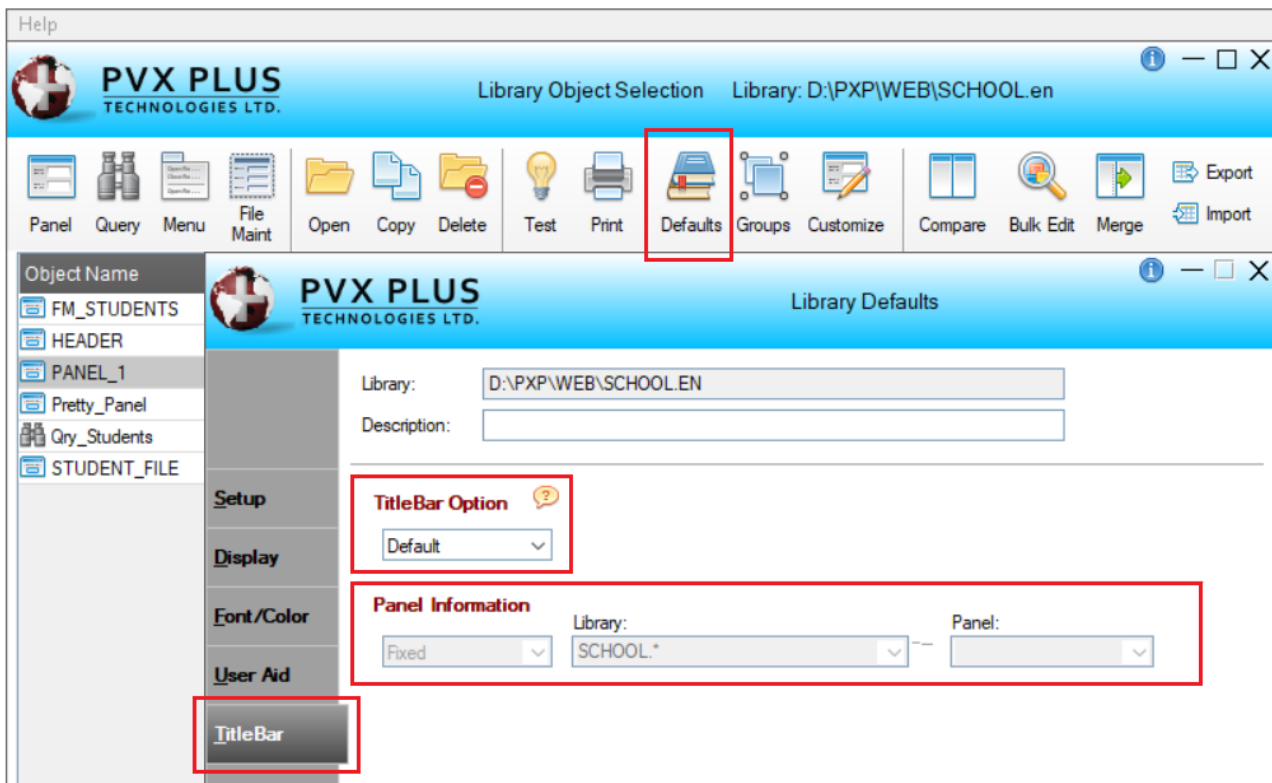 Help
PVX PLUS
TECHNOLOGIES LTD.
Library Object Selection Library: D:\PXP\WEB\SCHOOL.en
Panel Query Menu File Maint Open Copy Delete Test Print Defaults Groups Customize Compare Bulk Edit Merge Export
Import
Object Name
FM_STUDENTS
HEADER
PANEL_1
Pretty_Panel
Qry_Students
STUDENT_FILE
PVX PLUS
TECHNOLOGIES LTD.
Library Defaults
Library: D:\PXP\WEB\SCHOOL.EN
Description:
Setup
Display
Font/Color
User Aid
TitleBar
TitleBar Option
Default
Panel Information
Library: Panel:
Fixed SCHOOL.*